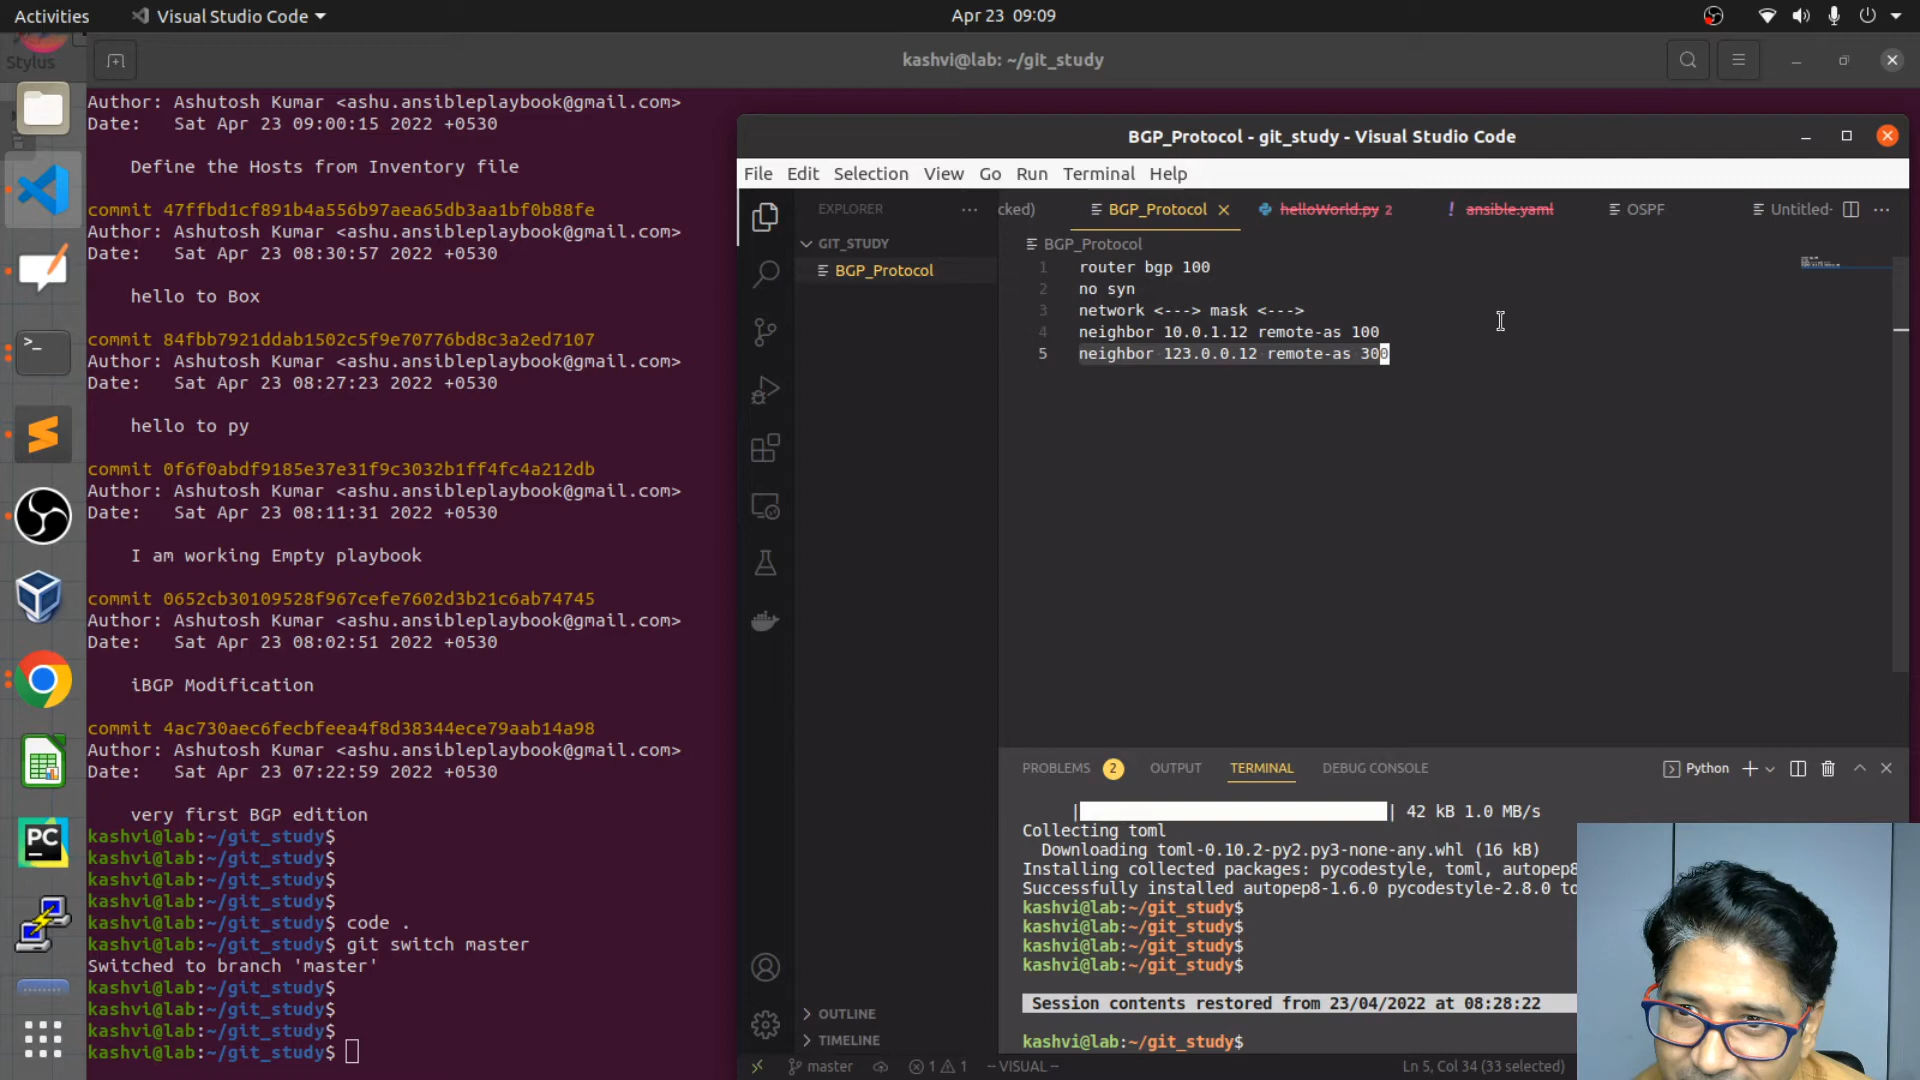 Activities
Visual Studio Code
Apr 23 09:09
Stylus
kashvi@lab: ~/git_study
Author: Ashutosh Kumar <ashu.ansibleplaybook@gmail.com>
Date:   Sat Apr 23 09:00:15 2022 +0530
Define the Hosts from Inventory file
commit 47ffbd1cf891b4a556b97aea65db3aa1bf0b88fe
Author: Ashutosh Kumar <ashu.ansibleplaybook@gmail.com>
Date:   Sat Apr 23 08:30:57 2022 +0530
hello to Box
commit 84fbb7921ddab1502c5f9e70776bd8c3a2ed7107
Author: Ashutosh Kumar <ashu.ansibleplaybook@gmail.com>
Date:   Sat Apr 23 08:27:23 2022 +0530
hello to py
commit 0f6f0abdf9185e37e31f9c3032b1ff4fc4a212db
Author: Ashutosh Kumar <ashu.ansibleplaybook@gmail.com>
Date:   Sat Apr 23 08:11:31 2022 +0530
I am working Empty playbook
commit 0652cb30109528f967cefe7602d3b21c6ab74745
Author: Ashutosh Kumar <ashu.ansibleplaybook@gmail.com>
Date:   Sat Apr 23 08:02:51 2022 +0530
iBGP Modification
commit 4ac730aec6fecbfeea4f8d38344ece79aab14a98
Author: Ashutosh Kumar <ashu.ansibleplaybook@gmail.com>
Date:   Sat Apr 23 07:22:59 2022 +0530
very first BGP edition
kashvi@lab:~/git_study$
kashvi@lab:~/git_study$
kashvi@lab:~/git_study$
kashvi@lab:~/git_study$
kashvi@lab:~/git_study$ code .
kashvi@lab:~/git_study$ git switch master
Switched to branch 'master'
kashvi@lab:~/git_study$
kashvi@lab:~/git_study$
kashvi@lab:~/git_study$
kashvi@lab:~/git_study$
BGP_Protocol - git_study - Visual Studio Code
File Edit Selection View Go Run Terminal Help
EXPLORER
GIT_STUDY
BGP_Protocol
OUTLINE
TIMELINE
cked) BGP_Protocol helloWorld.py 2 ansible.yaml OSPF Untitled-
BGP_Protocol
1 router bgp 100
2 no syn
3 network <---> mask <--->
4 neighbor 10.0.1.12 remote-as 100
5 neighbor 123.0.0.12 remote-as 300
PROBLEMS 2 OUTPUT TERMINAL DEBUG CONSOLE Python
| | 42 kB 1.0 MB/s
Collecting toml
Downloading toml-0.10.2-py2.py3-none-any.whl (16 kB)
Installing collected packages: pycodestyle, toml, autopep8
Successfully installed autopep8-1.6.0 pycodestyle-2.8.0 to
kashvi@lab:~/git_study$
kashvi@lab:~/git_study$
kashvi@lab:~/git_study$
kashvi@lab:~/git_study$
Session contents restored from 23/04/2022 at 08:28:22
kashvi@lab:~/git_study$
master 1 1 -- VISUAL -- Ln 5, Col 34 (33 selected)
PC